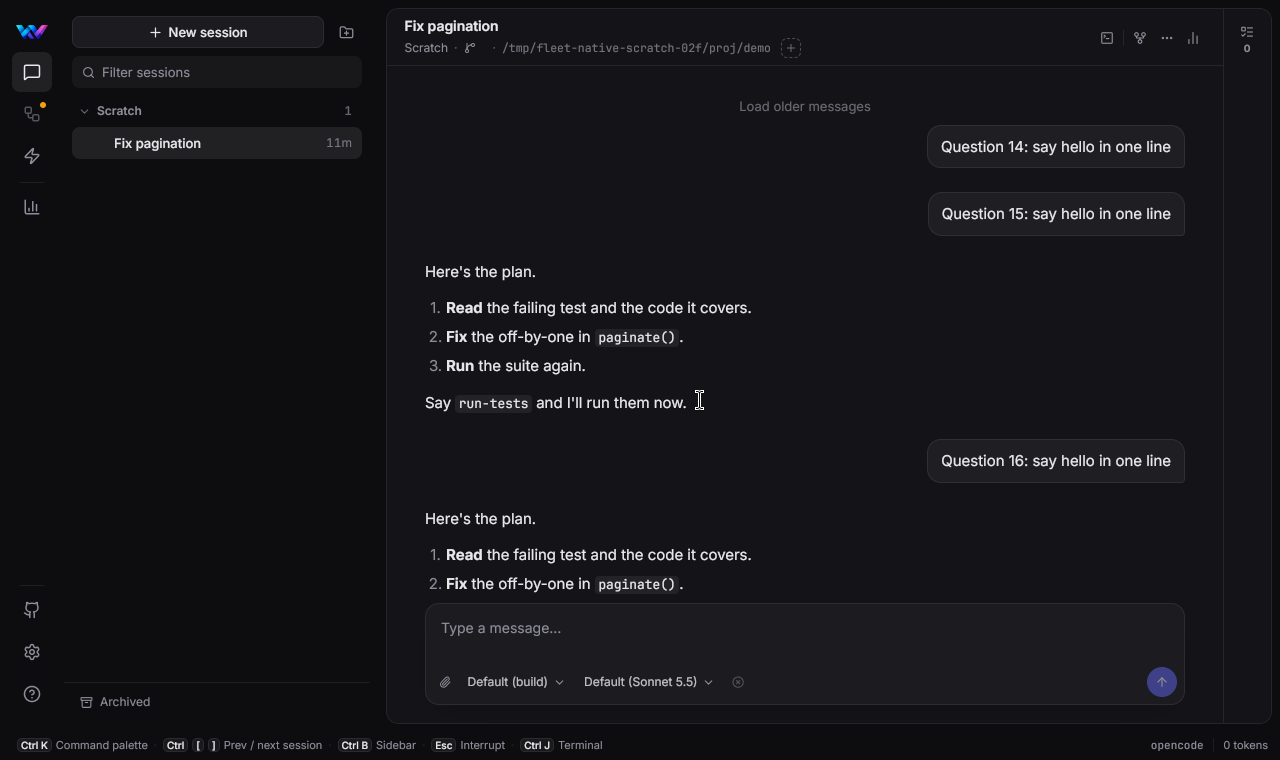 New session
Filter sessions
Scratch 1
Fix pagination 11m
Archived
Fix pagination
Scratch · · /tmp/fleet-native-scratch-02f/proj/demo
0
Load older messages
Question 14: say hello in one line
Question 15: say hello in one line
Here's the plan.
1. Read the failing test and the code it covers.
2. Fix the off-by-one in paginate().
3. Run the suite again.
Say run-tests and I'll run them now.
Question 16: say hello in one line
Here's the plan.
1. Read the failing test and the code it covers.
2. Fix the off-by-one in paginate().
Type a message...
Default (build) Default (Sonnet 5.5)
Ctrl K Command palette · Ctrl [ ] Prev / next session · Ctrl B Sidebar · Esc Interrupt · Ctrl J Terminal opencode 0 tokens